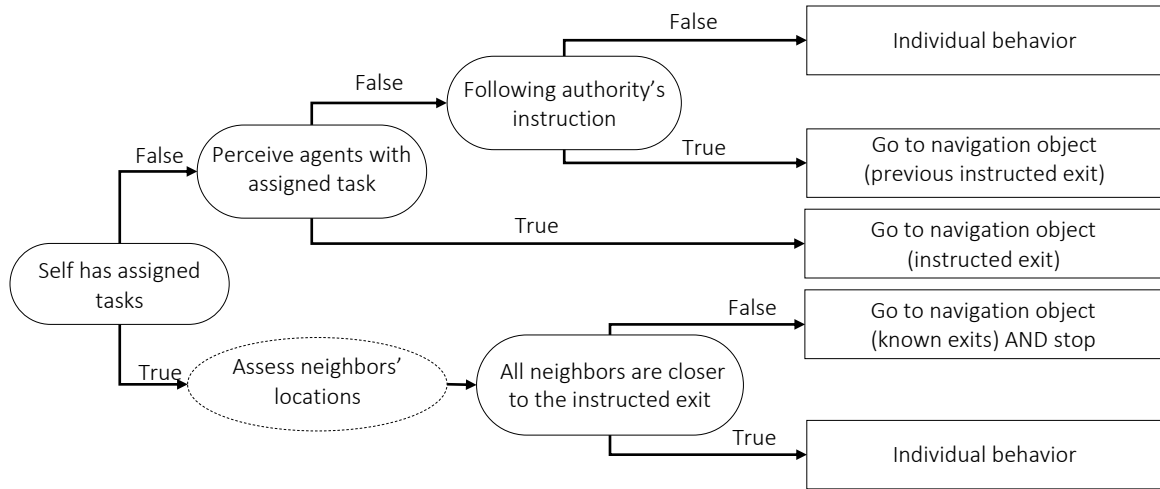 False
Individual behavior
False
Following authority's
instruction
False
Perceive agents with
assigned task
True
Go to navigation object
(previous instructed exit)
True
Go to navigation object
(instructed exit)
Self has assigned
tasks
False
Go to navigation object
(known exits) AND stop
True
Assess neighbors'
locations
All neighbors are closer
to the instructed exit
True
Individual behavior